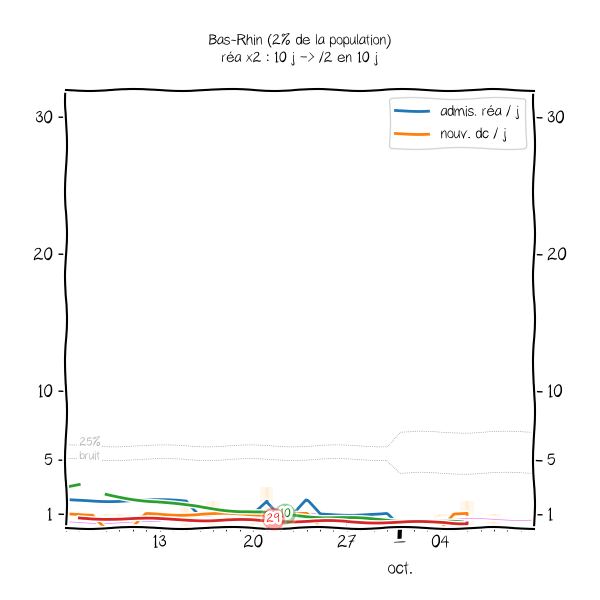 Bas-Rhin (2% de la population)
réa x2 : 10 j -> /2 en 10 j
admis. réa / j
nouv. dc / j
30
30
20
20
10
10
25%
5
bruit
5
1
29
10
1
13
20
27
04
oct.